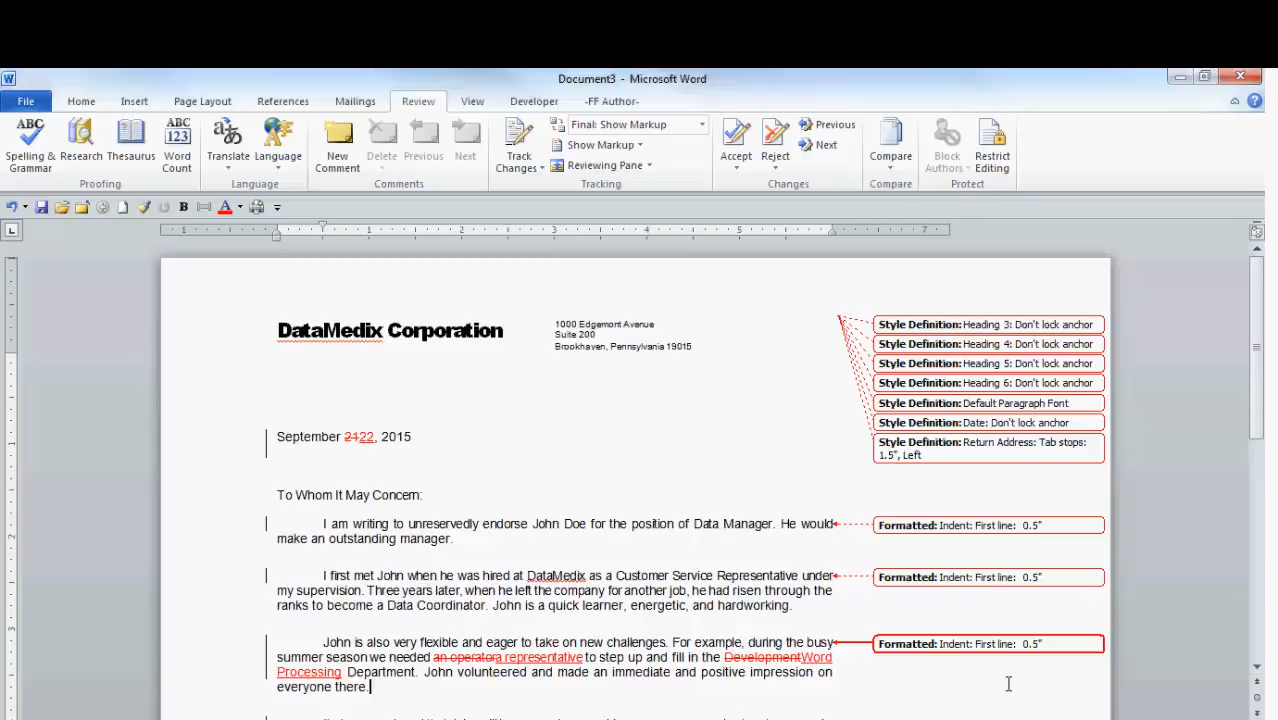 Document3 - Microsoft Word
File Home Insert Page Layout References Mailings Review View Developer -FF Author-
Spelling & Grammar
Research
Thesaurus
Word Count
Translate
Language
New Comment
Delete
Previous
Next
Track Changes
Final: Show Markup
Show Markup
Reviewing Pane
Accept
Reject
Previous
Next
Compare
Block Authors
Restrict Editing
Proofing Language Comments Tracking Changes Compare Protect
DataMedix Corporation
1000 Edgemont Avenue
Suite 200
Brookhaven, Pennsylvania 19015
Style Definition: Heading 3: Don't lock anchor
Style Definition: Heading 4: Don't lock anchor
Style Definition: Heading 5: Don't lock anchor
Style Definition: Heading 6: Don't lock anchor
Style Definition: Default Paragraph Font
Style Definition: Date: Don't lock anchor
Style Definition: Return Address: Tab stops:
1.5", Left
September 2122, 2015
To Whom It May Concern:
I am writing to unreservedly endorse John Doe for the position of Data Manager. He would
make an outstanding manager.
Formatted: Indent: First line: 0.5"
I first met John when he was hired at DataMedix as a Customer Service Representative under
my supervision. Three years later, when he left the company for another job, he had risen through the
ranks to become a Data Coordinator. John is a quick learner, energetic, and hardworking.
Formatted: Indent: First line: 0.5"
John is also very flexible and eager to take on new challenges. For example, during the busy
summer season we needed an operatora representative to step up and fill in the DevelopmentWord
Processing Department. John volunteered and made an immediate and positive impression on
everyone there.
Formatted: Indent: First line: 0.5"